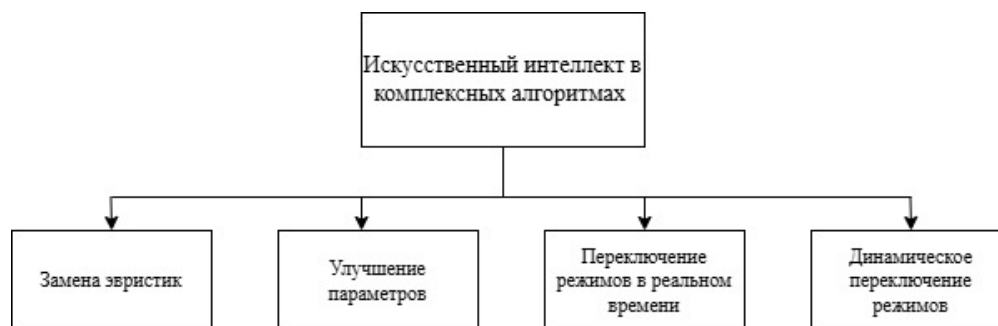 Искусственный интеллект в
комплексных алгоритмах
Замена эвристик
Улучшение
параметров
Переключение
режимов в реальном
времени
Динамическое
переключение
режимов